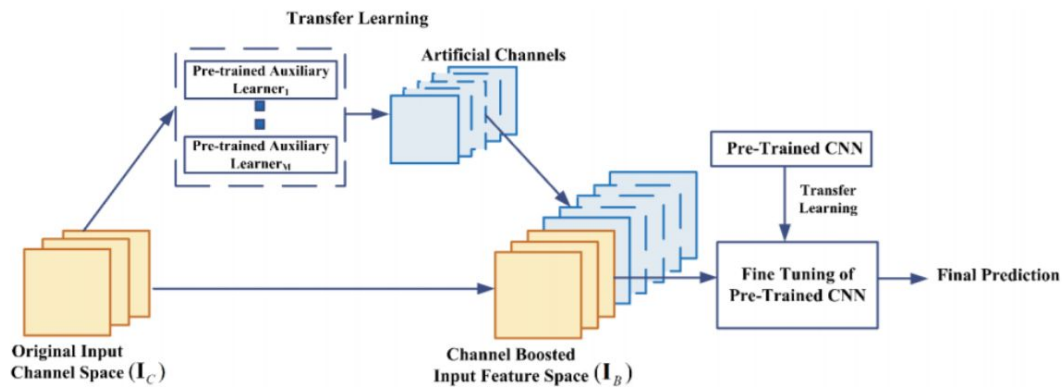 Transfer Learning
Pre-trained Auxiliary
Learner1
Pre-trained Auxiliary
LearnerM
Artificial Channels
Pre-Trained CNN
Transfer
Learning
Fine Tuning of
Pre-Trained CNN
Final Prediction
Original Input
Channel Space (IC)
Channel Boosted
Input Feature Space (IB)